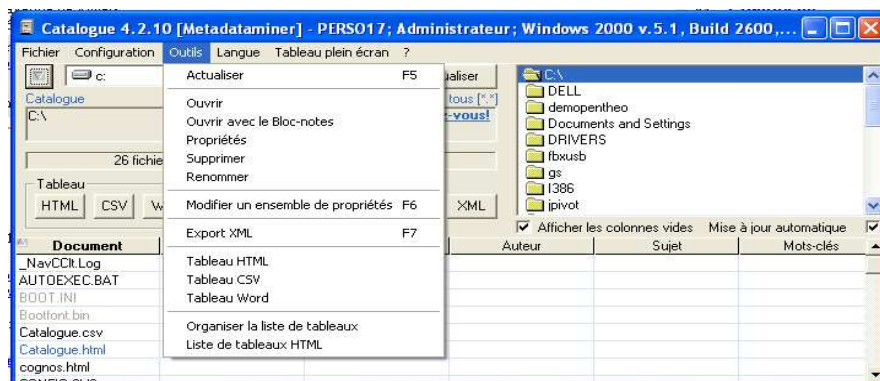 Catalogue 4.2.10 [Metadataminer] - PERSO17; Administrateur; Windows 2000 v.5.1, Build 2600,...
Fichier Configuration Outils Langue Tableau plein écran ?
c:
Catalogue
C:\
26 fichie
Tableau
HTML CSV W
Actualiser F5
Ouvrir
Ouvrir avec le Bloc-notes
Propriétés
Supprimer
Renommer
Modifier un ensemble de propriétés F6
Export XML F7
Tableau HTML
Tableau CSV
Tableau Word
Organiser la liste de tableaux
Liste de tableaux HTML
ualiser
tous [*.*]
z-vous!
XML
C:\
DELL
demopentheo
Documents and Settings
DRIVERS
fbxusb
gs
I386
jpivot
Afficher les colonnes vides Mise à jour automatique
Document Auteur Sujet Mots-clés
_NavCClt.Log
AUTOEXEC.BAT
BOOT.INI
Bootfont.bin
Catalogue.csv
Catalogue.html
cognos.html